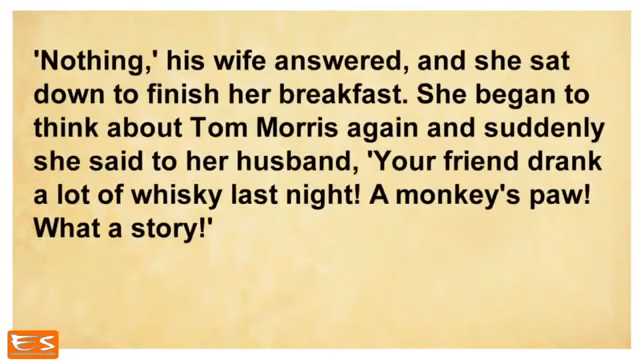 'Nothing,' his wife answered, and she sat
down to finish her breakfast. She began to
think about Tom Morris again and suddenly
she said to her husband, 'Your friend drank
a lot of whisky last night! A monkey's paw!
What a story!'
ES